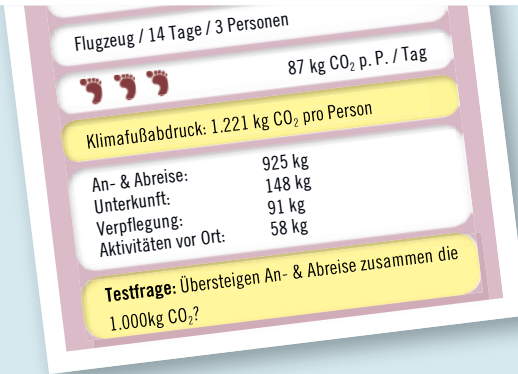 Flugzeug / 14 Tage / 3 Personen
87 kg CO₂ p. P. / Tag
Klimafußabdruck: 1.221 kg CO₂ pro Person
An- & Abreise: 925 kg
Unterkunft: 148 kg
Verpflegung: 91 kg
Aktivitäten vor Ort: 58 kg
Testfrage: Übersteigen An- & Abreise zusammen die
1.000kg CO₂?